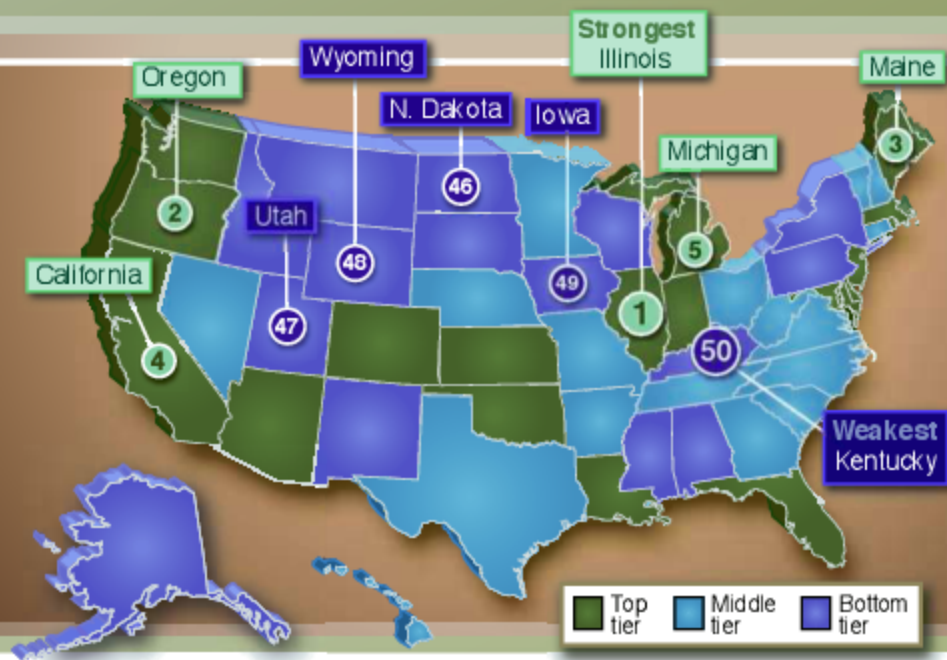 Strongest
Illinois
Wyoming
Oregon
Maine
N. Dakota
Iowa
Michigan
3
46
2
Utah
5
48
California
49
1
47
50
4
Weakest
Kentucky
Top
tier
Middle
tier
Bottom
tier